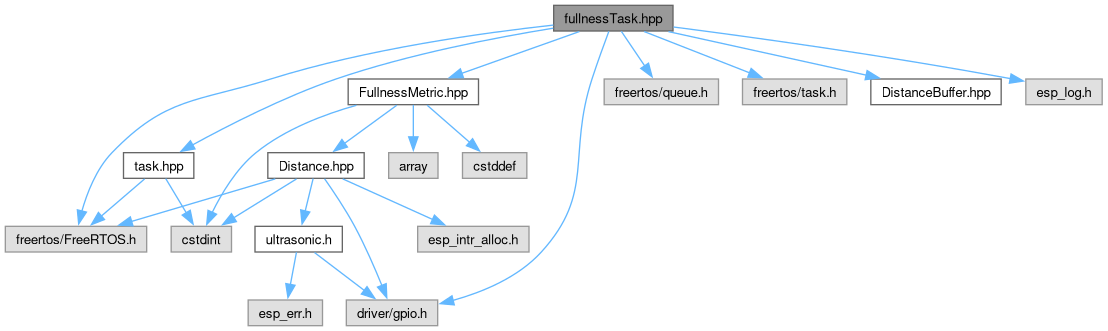 fullnessTask.hpp
FullnessMetric.hpp
freertos/queue.h
freertos/task.h
DistanceBuffer.hpp
esp_log.h
task.hpp
Distance.hpp
array
cstddef
freertos/FreeRTOS.h
cstdint
ultrasonic.h
esp_intr_alloc.h
esp_err.h
driver/gpio.h